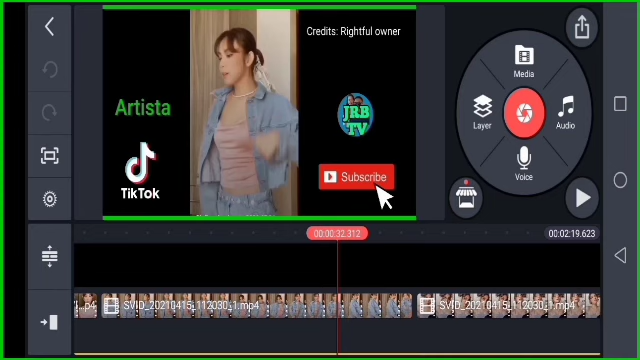 Credits: Rightful owner
Media
Artista
JRB
TV
Layer
Audio
Subscribe
Voice
TikTok
00:00:32.312
00:02:19.623
p4
SVID_20210415_112030_1.mp4
SVID_20210415_112030_1.mp4